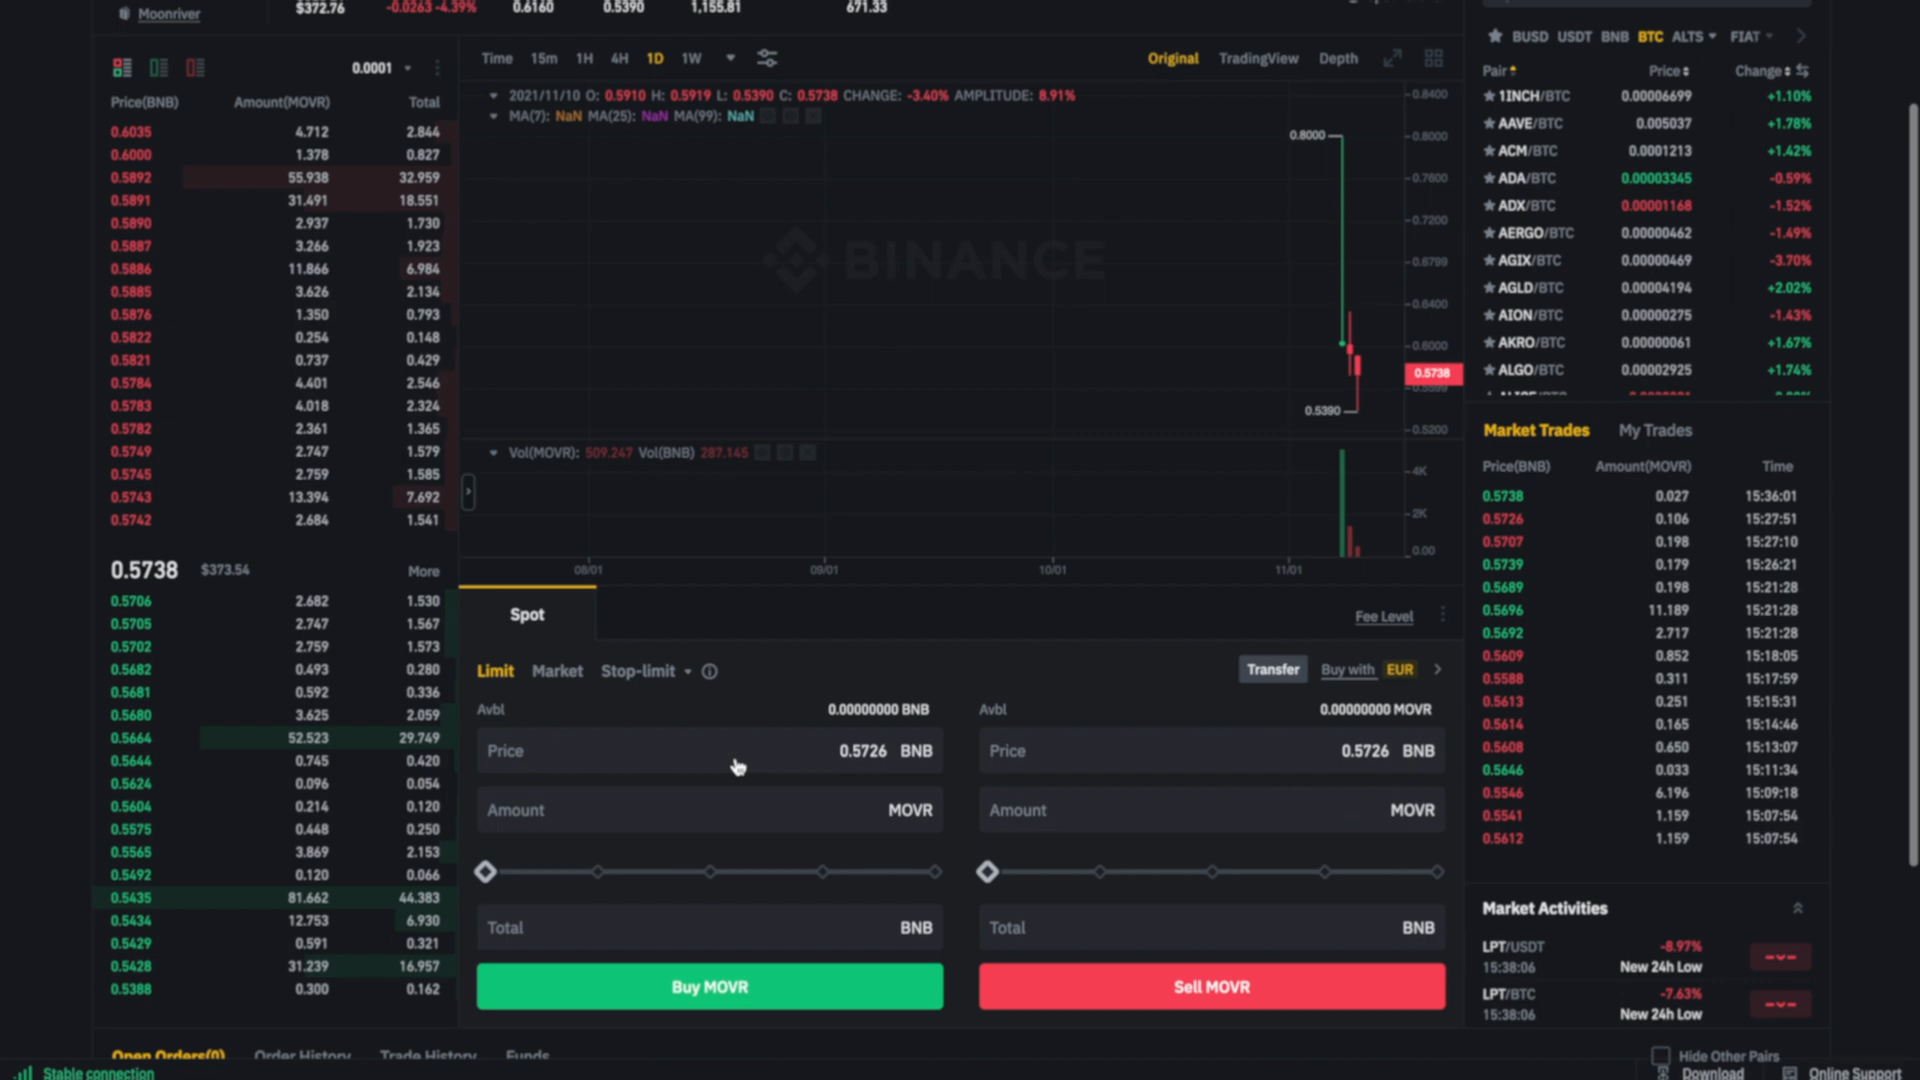 Moonriver
$372.76 -0.0263 -4.39% 0.6160 0.5390 1,155.81 671.33
0.0001
Price(BNB) Amount(MOVR) Total
0.6035 4.712 2.844
0.6000 1.378 0.827
0.5892 55.938 32.959
0.5891 31.491 18.551
0.5890 2.937 1.730
0.5887 3.266 1.923
0.5886 11.866 6.984
0.5885 3.626 2.134
0.5876 1.350 0.793
0.5822 0.254 0.148
0.5821 0.737 0.429
0.5784 4.401 2.546
0.5783 4.018 2.324
0.5782 2.361 1.365
0.5749 2.747 1.579
0.5745 2.759 1.585
0.5743 13.394 7.692
0.5742 2.684 1.541
0.5738 $373.54 More
0.5706 2.682 1.530
0.5705 2.747 1.567
0.5702 2.759 1.573
0.5682 0.493 0.280
0.5681 0.592 0.336
0.5680 3.625 2.059
0.5664 52.523 29.749
0.5644 0.745 0.420
0.5624 0.096 0.054
0.5604 0.214 0.120
0.5575 0.448 0.250
0.5565 3.869 2.153
0.5492 0.120 0.066
0.5435 81.662 44.383
0.5434 12.753 6.930
0.5429 0.591 0.321
0.5428 31.239 16.957
0.5388 0.300 0.162
Time 15m 1H 4H 1D 1W
Original TradingView Depth
2021/11/10 O: 0.5910 H: 0.5919 L: 0.5390 C: 0.5738 CHANGE: -3.40% AMPLITUDE: 8.91%
MA(7): NaN MA(25): NaN MA(99): NaN
BINANCE
0.8000
0.5390
0.8400
0.8000
0.7600
0.7200
0.6799
0.6400
0.6000
0.5738
0.5200
Vol(MOVR): 509.247 Vol(BNB) 287.145
4K
2K
0.00
08/01 09/01 10/01 11/01
Spot
Fee Level
Limit Market Stop-limit
Transfer Buy with EUR
Avbl 0.00000000 BNB
Price 0.5726 BNB
Amount MOVR
Total BNB
Buy MOVR
Avbl 0.00000000 MOVR
Price 0.5726 BNB
Amount MOVR
Total BNB
Sell MOVR
BUSD USDT BNB BTC ALTS FIAT
Pair Price Change
1INCH/BTC 0.00006699 +1.10%
AAVE/BTC 0.005037 +1.78%
ACM/BTC 0.0001213 +1.42%
ADA/BTC 0.00003345 -0.59%
ADX/BTC 0.00001168 -1.52%
AERGO/BTC 0.00000462 -1.49%
AGIX/BTC 0.00000469 -3.70%
AGLD/BTC 0.00004194 +2.02%
AION/BTC 0.00000275 -1.43%
AKRO/BTC 0.00000061 +1.67%
ALGO/BTC 0.00002925 +1.74%
Market Trades My Trades
Price(BNB) Amount(MOVR) Time
0.5738 0.027 15:36:01
0.5726 0.106 15:27:51
0.5707 0.198 15:27:10
0.5739 0.179 15:26:21
0.5689 0.198 15:21:28
0.5696 11.189 15:21:28
0.5692 2.717 15:21:28
0.5609 0.852 15:18:05
0.5588 0.311 15:17:59
0.5613 0.251 15:15:31
0.5614 0.165 15:14:46
0.5608 0.650 15:13:07
0.5646 0.033 15:11:34
0.5546 6.196 15:09:18
0.5541 1.159 15:07:54
0.5612 1.159 15:07:54
Market Activities
LPT/USDT -8.97%
15:38:06 New 24h Low
LPT/BTC -7.63%
15:38:06 New 24h Low
Open Orders(0) Order History Trade History Funds
Hide Other Pairs
Stable connection
Download Online Support